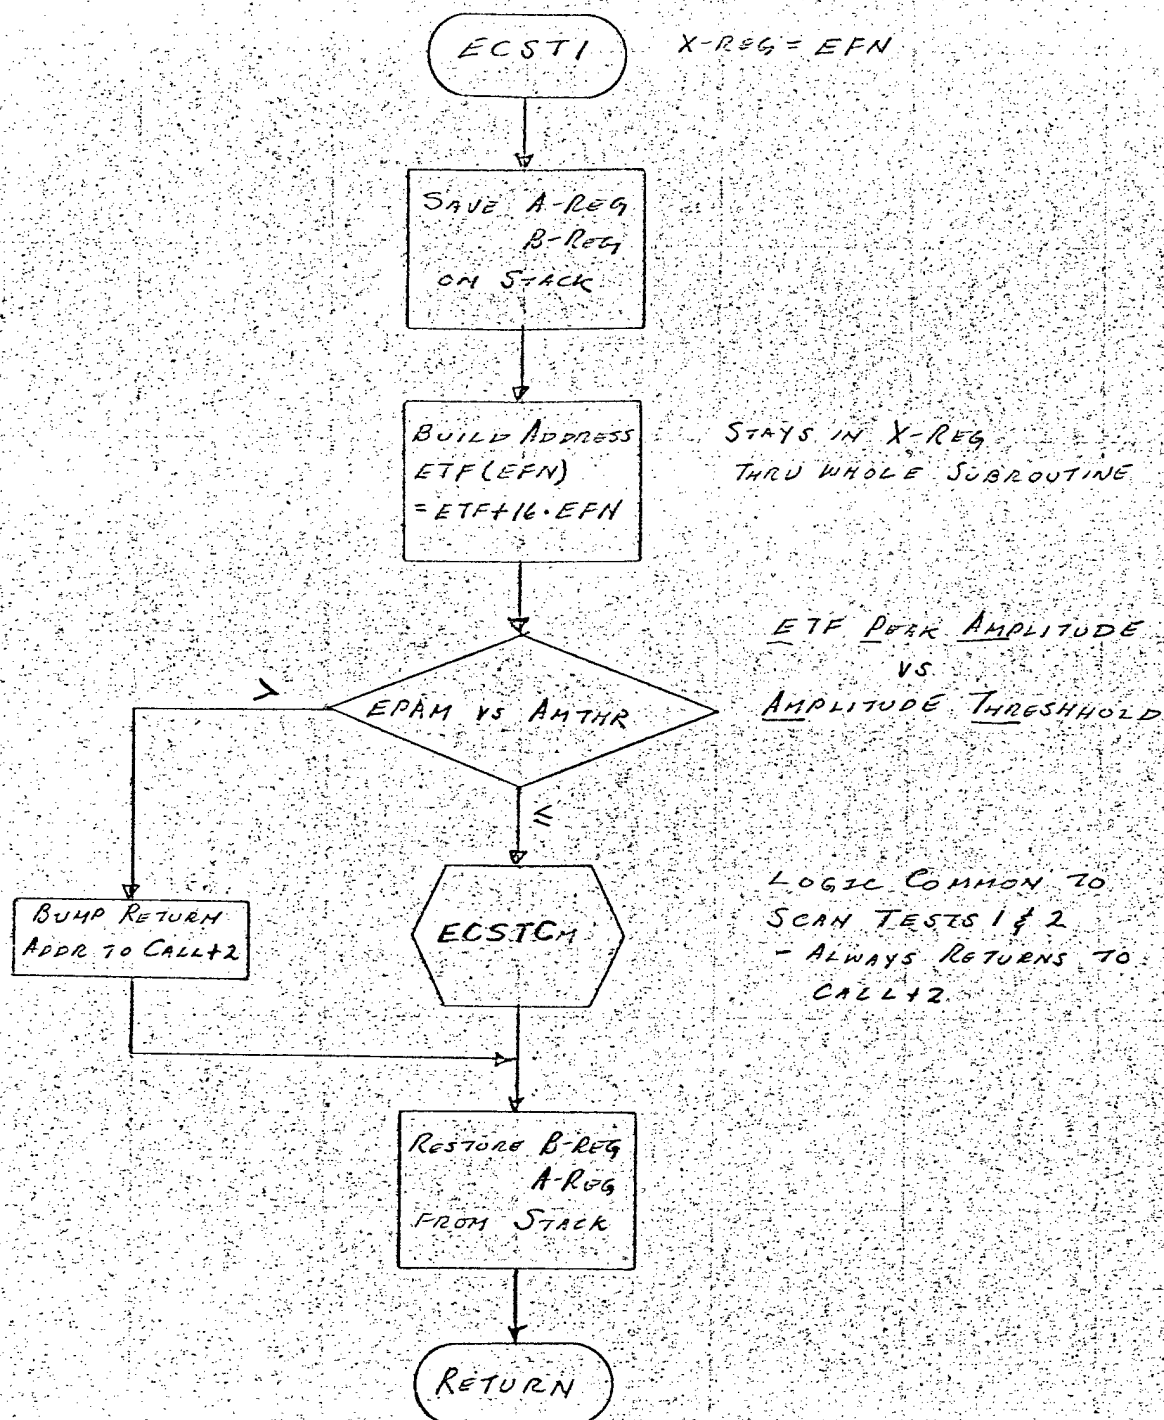 ECST1
X-REG = EFN
SAVE A-REG
B-REG
ON STACK
BUILD ADDRESS
ETF(EFN)
= ETF+16·EFN
STAYS IN X-REG
THRU WHOLE SUBROUTINE
ETF PEAK AMPLITUDE
VS
AMPLITUDE THRESHHOLD
>
EPAM VS AMTHR
≤
BUMP RETURN
ADDR TO CALL+2
ECSTCM
LOGIC COMMON TO
SCAN TESTS 1 & 2
- ALWAYS RETURNS TO
CALL+2
RESTORE B-REG
A-REG
FROM STACK
RETURN